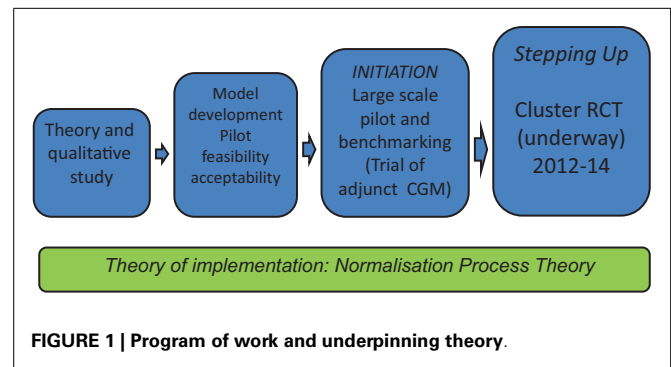 Theory and
qualitative
study
Model
development
Pilot
feasibility
acceptability
INITIATION
Large scale
pilot and
benchmarking
(Trial of
adjunct CGM)
Stepping Up
Cluster RCT
(underway)
2012-14
Theory of implementation: Normalisation Process Theory
FIGURE 1 | Program of work and underpinning theory.